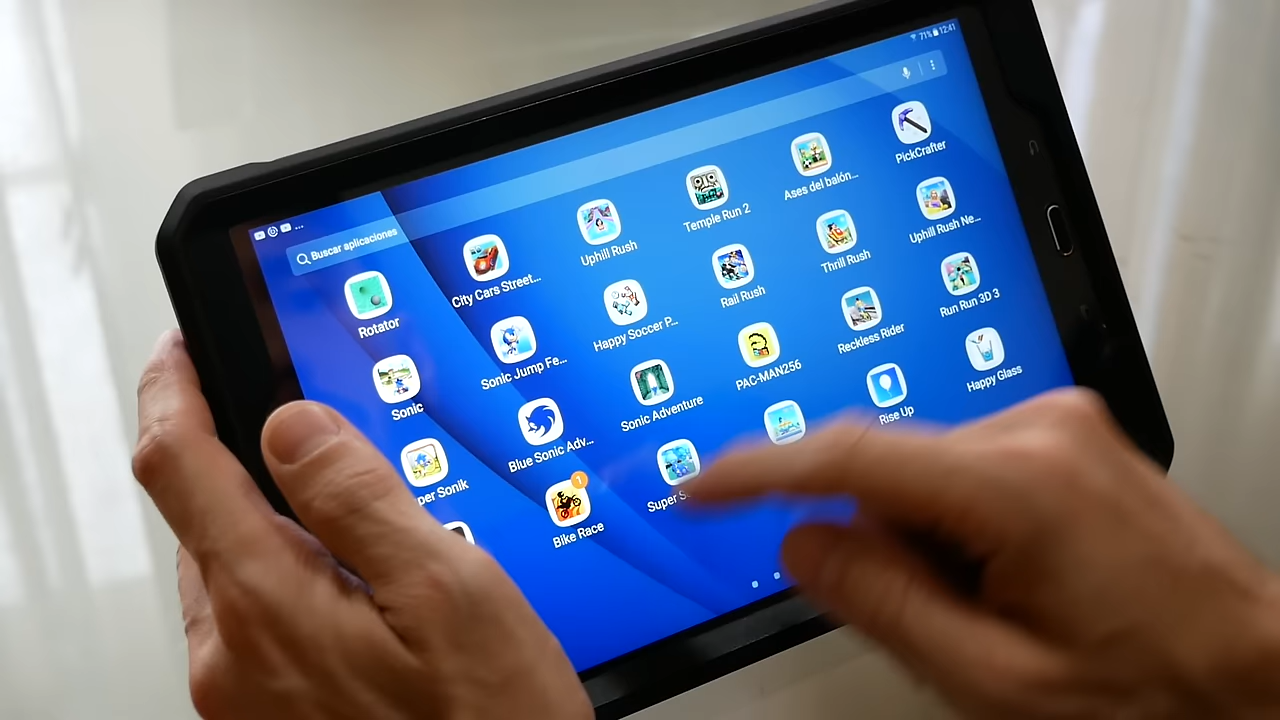 71% 12:41
Buscar aplicaciones
Rotator
City Cars Street...
Uphill Rush
Temple Run 2
Ases del balón...
PickCrafter
Sonic
Sonic Jump Fe...
Happy Soccer P...
Rail Rush
Thrill Rush
Uphill Rush Ne...
per Sonik
Blue Sonic Adv...
Sonic Adventure
PAC-MAN256
Reckless Rider
Run Run 3D 3
Bike Race
1
Super S
Rise Up
Happy Glass